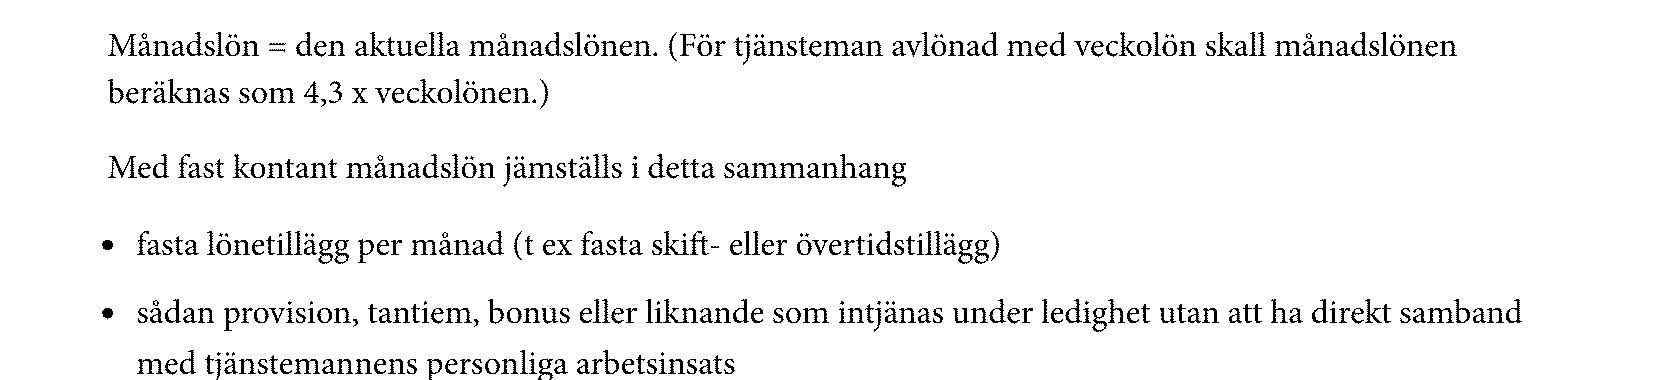 Månadslön = den aktuella månadslönen. (För tjänsteman avlönad med veckolön skall månadslönen
beräknas som 4,3 x veckolönen.)
Med fast kontant månadslön jämställs i detta sammanhang
• fasta lönetillägg per månad (t ex fasta skift- eller övertidstillägg)
• sådan provision, tantiem, bonus eller liknande som intjänas under ledighet utan att ha direkt samband
med tjänstemannens personliga arbetsinsats